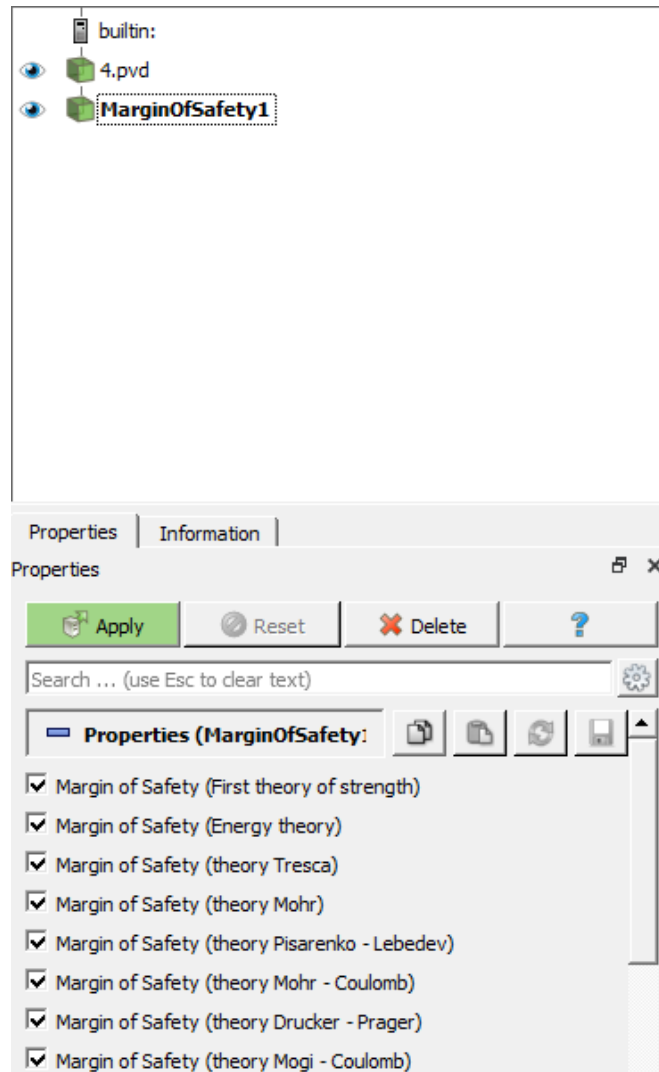 builtin:
4.pvd
MarginOfSafety1
Properties Information
Properties
Apply Reset Delete ?
Search ... (use Esc to clear text)
Properties (MarginOfSafety1
Margin of Safety (First theory of strength)
Margin of Safety (Energy theory)
Margin of Safety (theory Tresca)
Margin of Safety (theory Mohr)
Margin of Safety (theory Pisarenko - Lebedev)
Margin of Safety (theory Mohr - Coulomb)
Margin of Safety (theory Drucker - Prager)
Margin of Safety (theory Mogi - Coulomb)